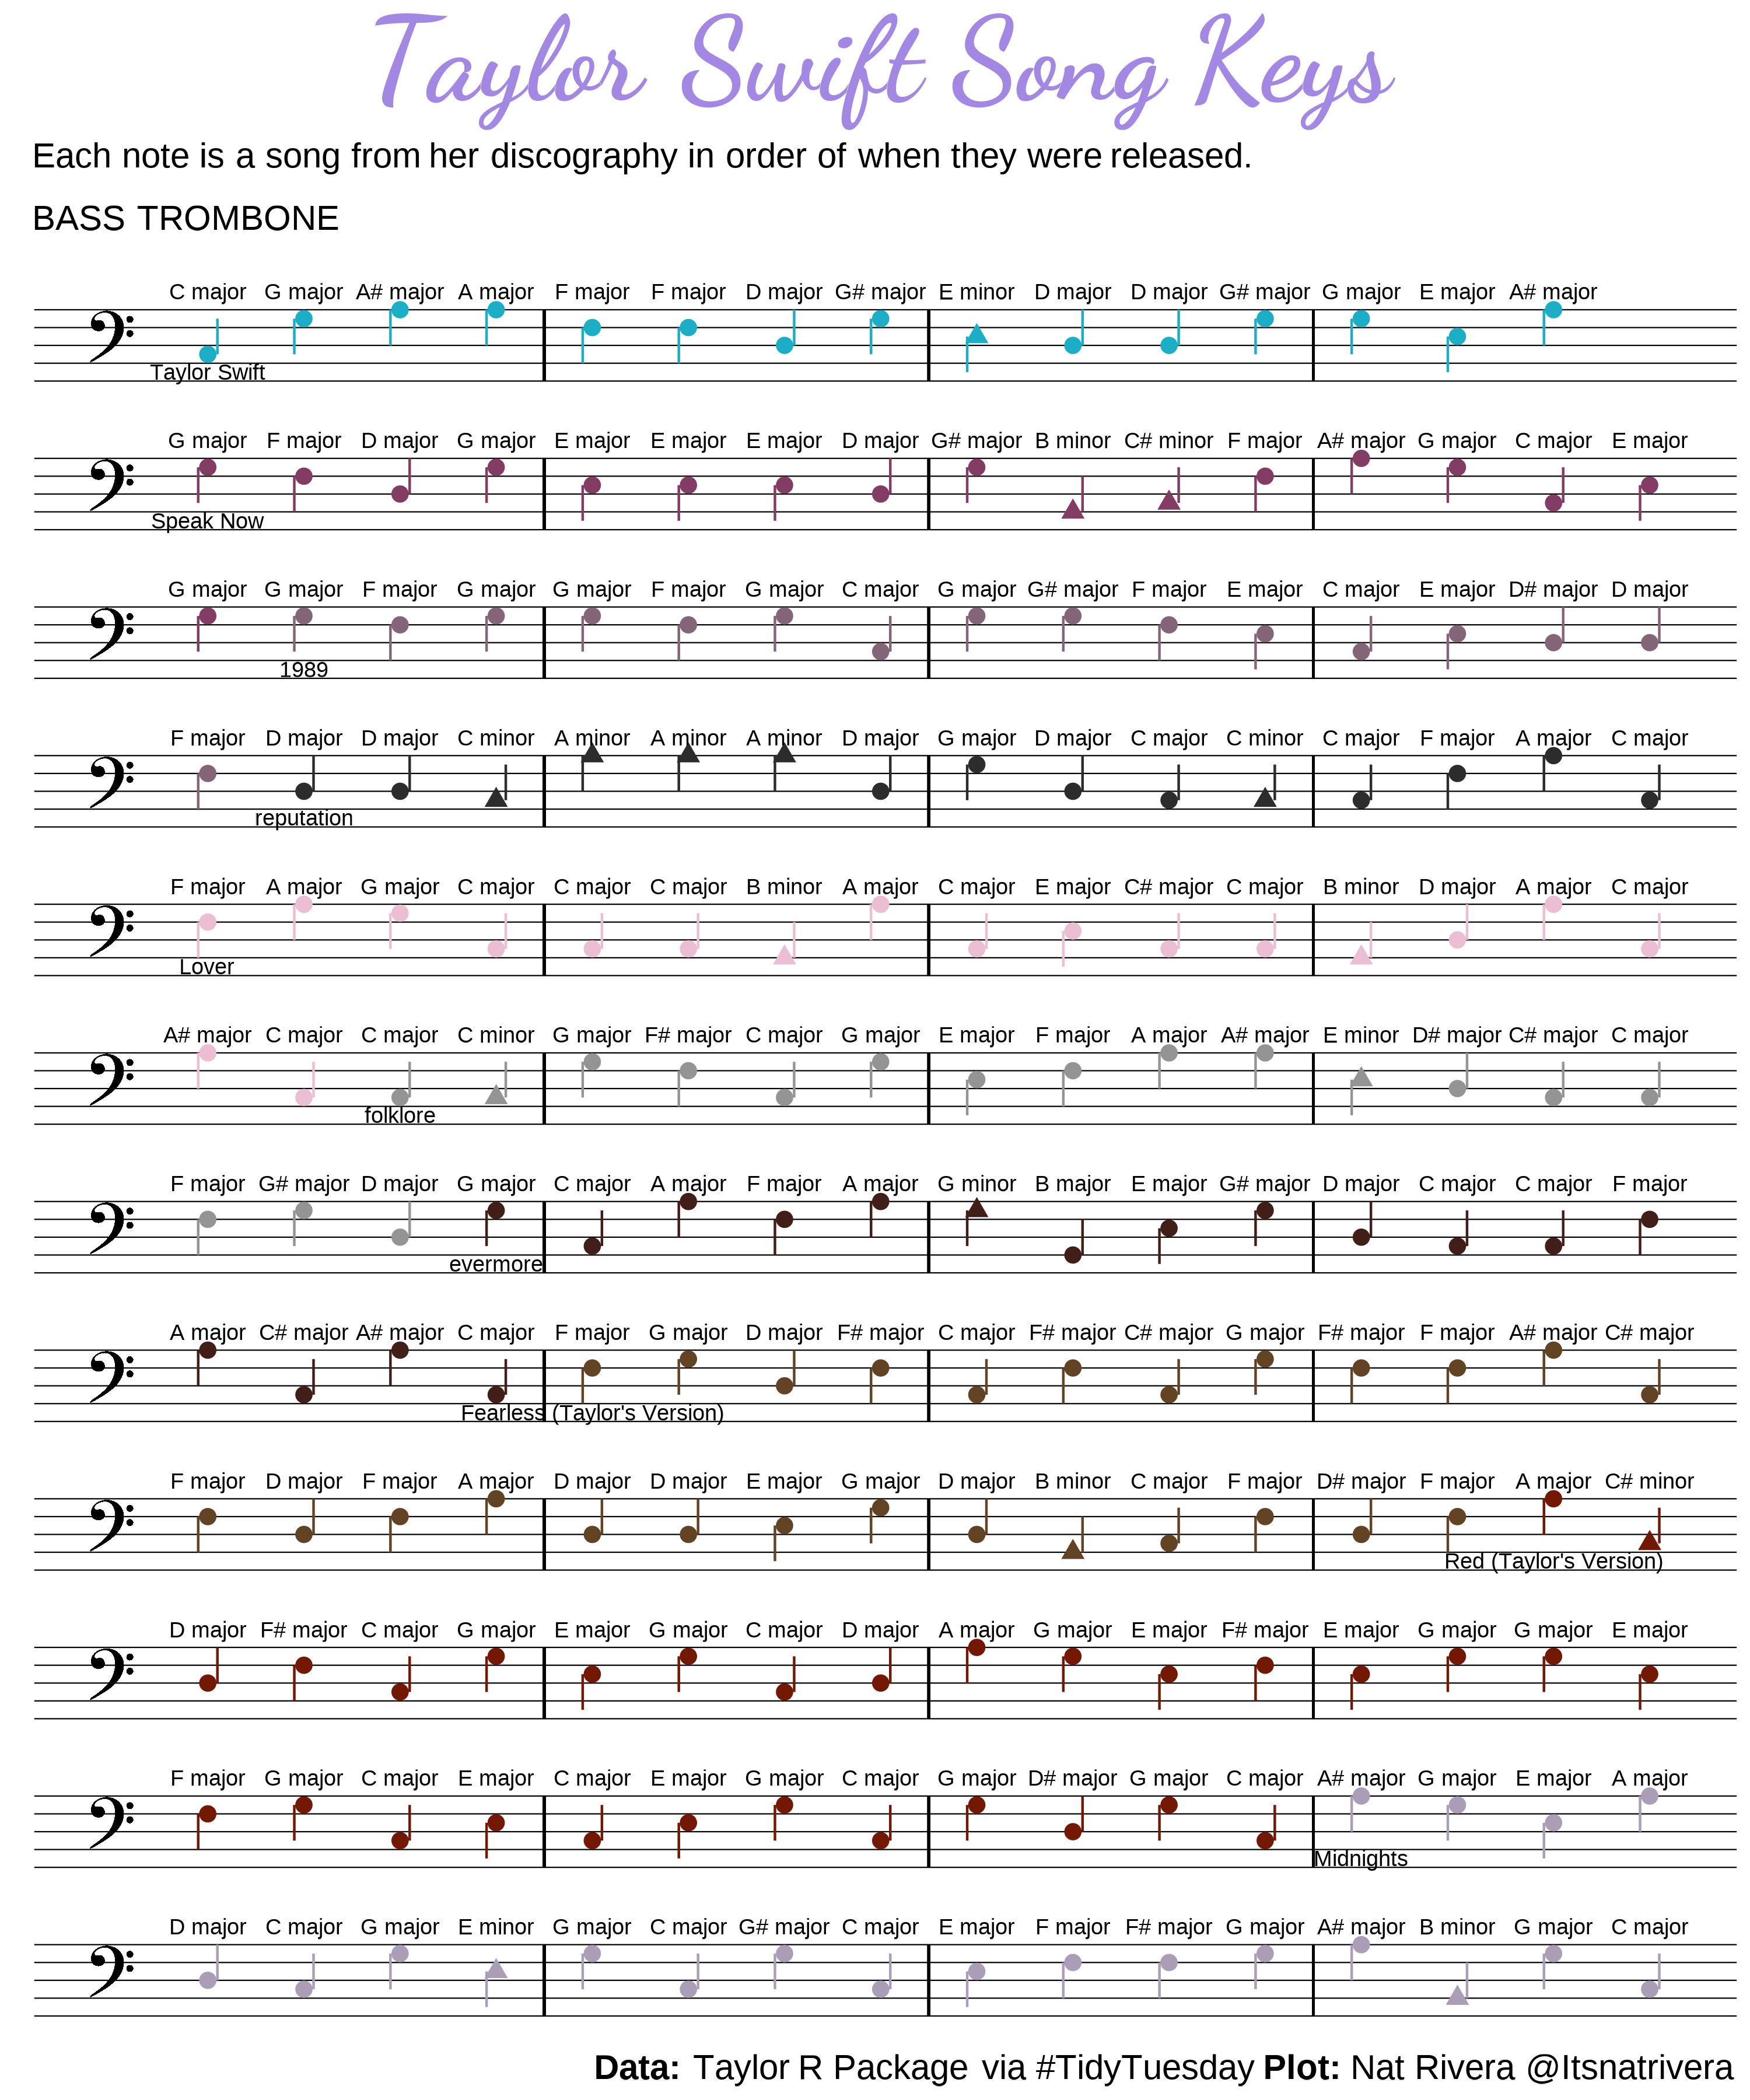 Taylor Swift Song Keys
Each note is a song from her discography in order of when they were released.
BASS TROMBONE
C major G major A# major A major F major F major D major G# major E minor D major D major G# major G major E major A# major
Taylor Swift
G major F major D major G major E major E major E major D major G# major B minor C# minor F major A# major G major C major E major
Speak Now
G major G major F major G major G major F major G major C major G major G# major F major E major C major E major D# major D major
1989
F major D major D major C minor A minor A minor A minor D major G major D major C major C minor C major F major A major C major
reputation
F major A major G major C major C major C major B minor A major C major E major C# major C major B minor D major A major C major
Lover
A# major C major C major C minor G major F# major C major G major E major F major A major A# major E minor D# major C# major C major
folklore
F major G# major D major G major C major A major F major A major G minor B major E major G# major D major C major C major F major
evermore
A major C# major A# major C major F major G major D major F# major C major F# major C# major G major F# major F major A# major C# major
Fearless (Taylor's Version)
F major D major F major A major D major D major E major G major D major B minor C major F major D# major F major A major C# minor
Red (Taylor's Version)
D major F# major C major G major E major G major C major D major A major G major E major F# major E major G major G major E major
F major G major C major E major C major E major G major C major G major D# major G major C major A# major G major E major A major
Midnights
D major C major G major E minor G major C major G# major C major E major F major F# major G major A# major B minor G major C major
Data: Taylor R Package via #TidyTuesday Plot: Nat Rivera @Itsnatrivera